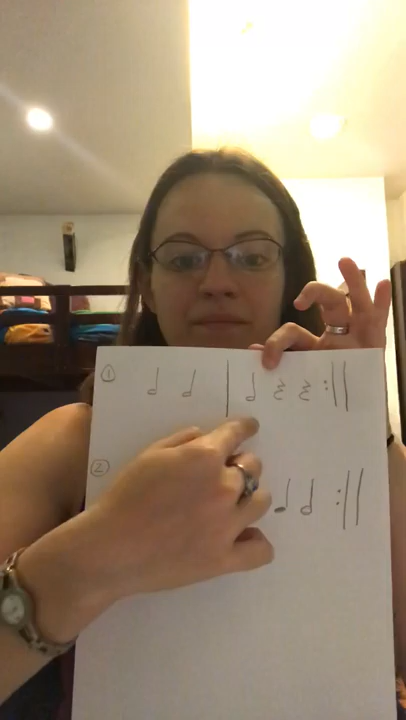 ①𝅗𝅥 𝅗𝅥 | 𝅗𝅥 𝄽 𝄽 :||
② 𝅗𝅥 𝅗𝅥 :||